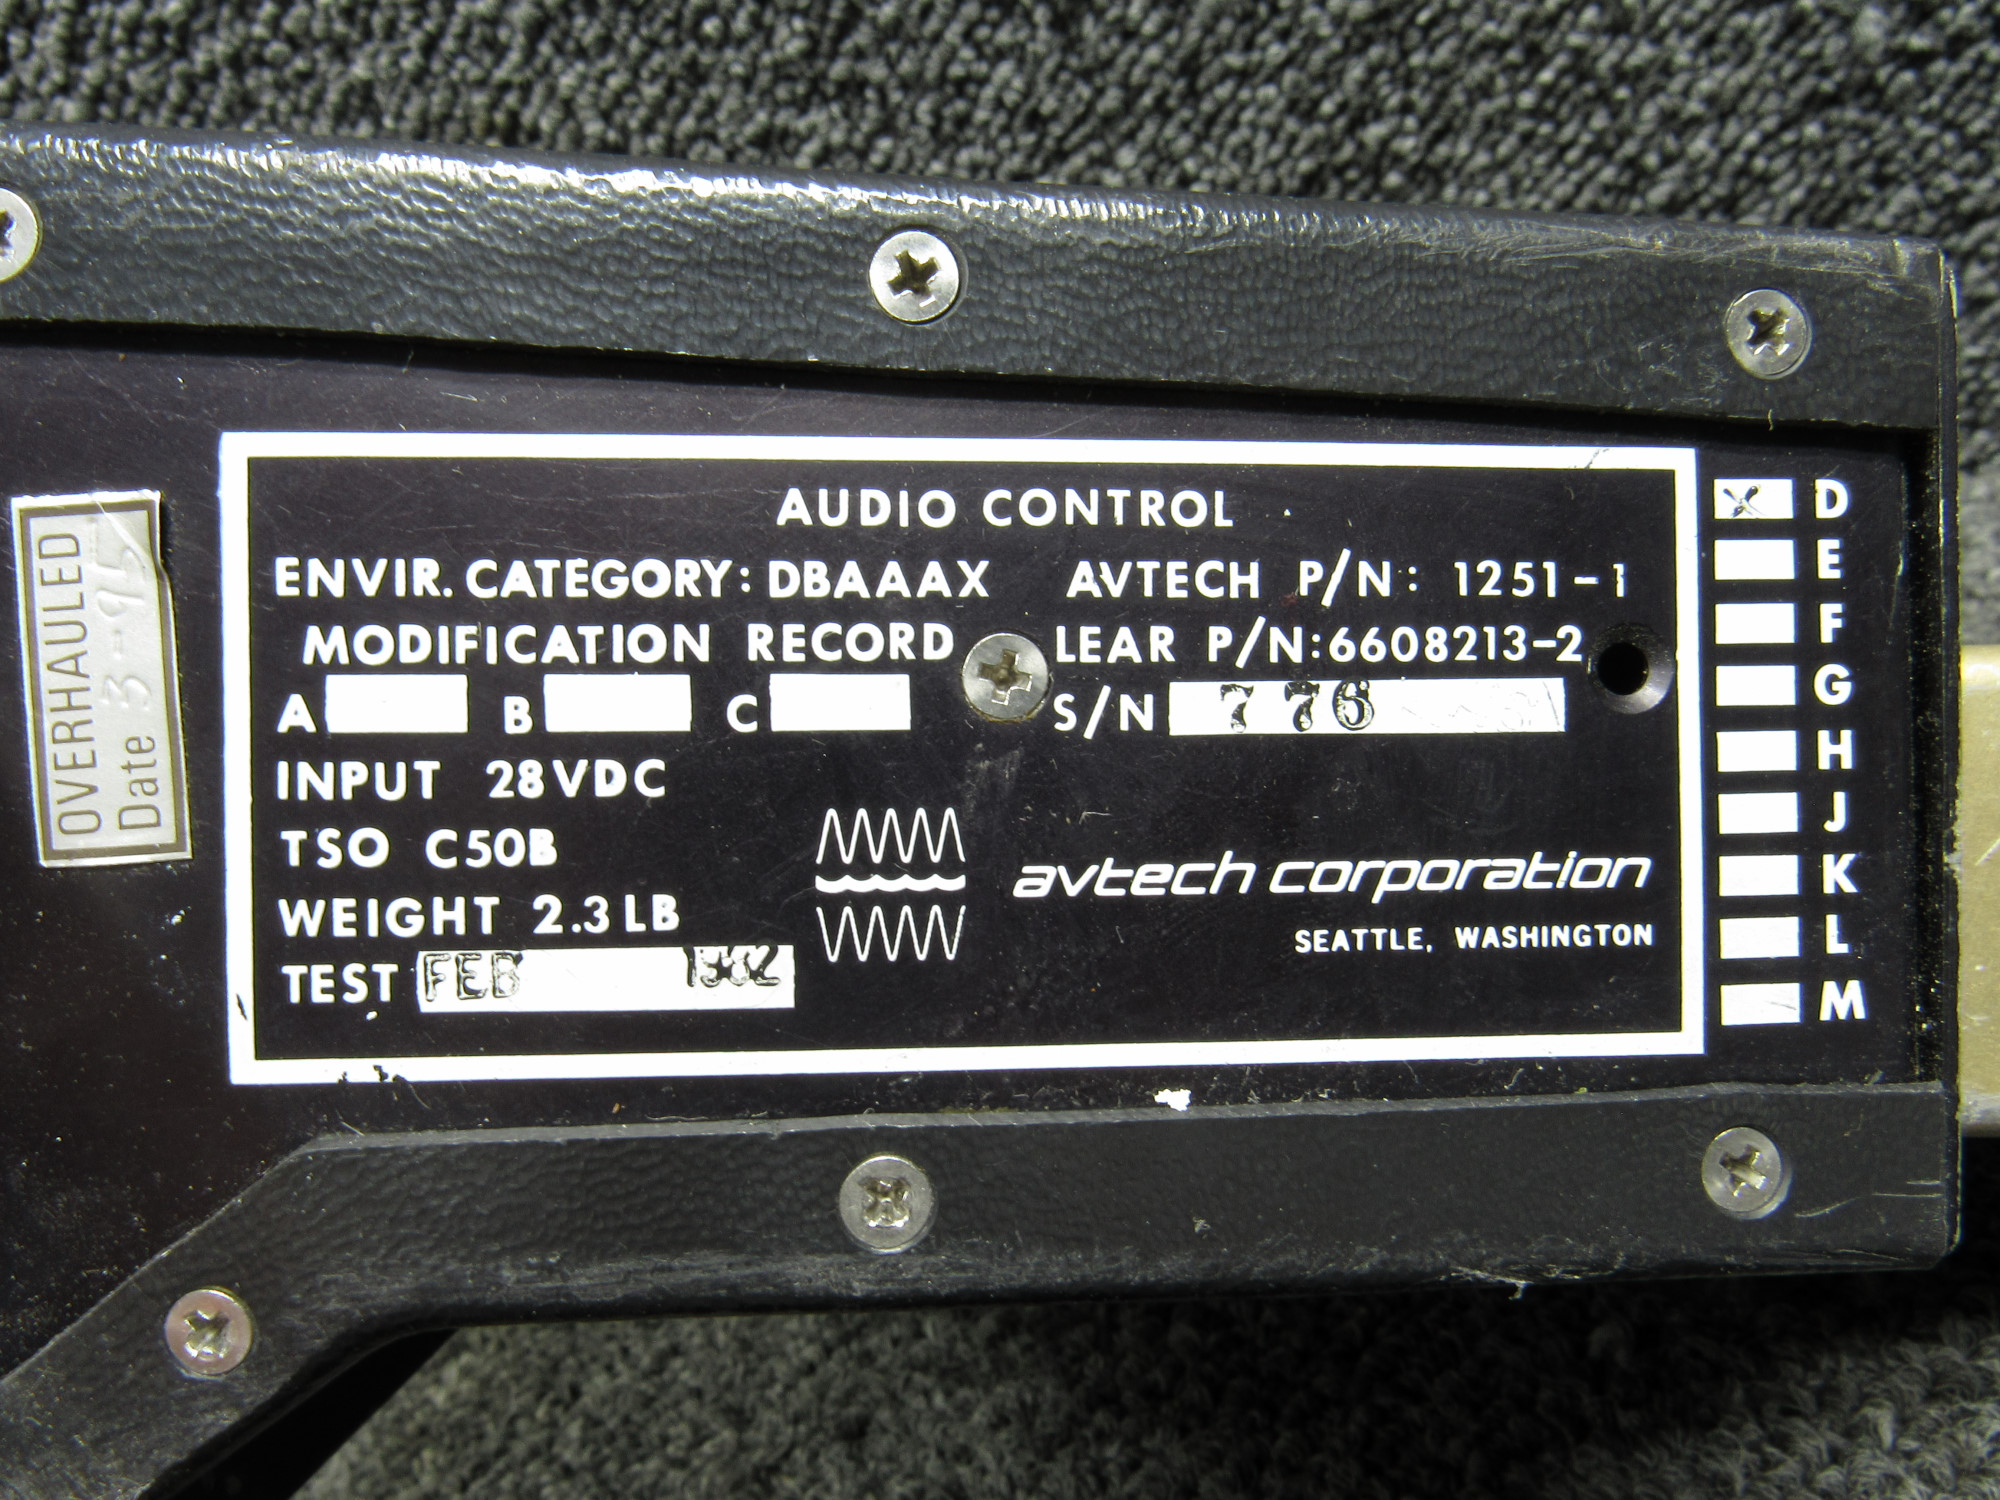 OVERHAULED
Date 3-95
AUDIO CONTROL
ENVIR. CATEGORY: DBAAAX AVTECH P/N: 1251-1
MODIFICATION RECORD LEAR P/N:6608213-2
A B C S/N 776
INPUT 28VDC
TSO C50B
WEIGHT 2.3 LB
TEST FEB 1982
avtech corporation
SEATTLE, WASHINGTON
X D
E
F
G
H
J
K
L
M